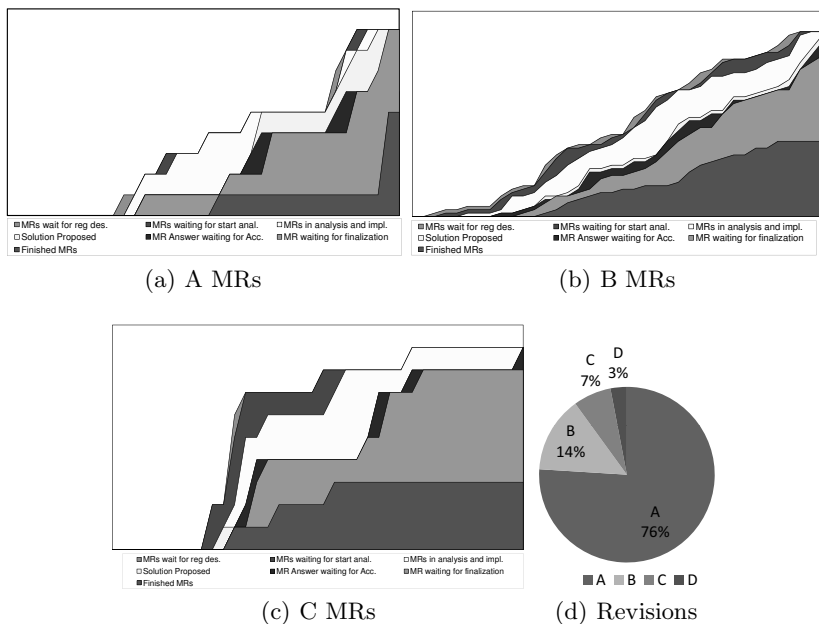 MRs wait for reg des. MRs waiting for start anal. MRs in analysis and impl.
Solution Proposed MR Answer waiting for Acc. MR waiting for finalization
Finished MRs
(a) A MRs
MRs wait for reg des. MRs waiting for start anal. MRs in analysis and impl.
Solution Proposed MR Answer waiting for Acc. MR waiting for finalization
Finished MRs
(b) B MRs
MRs wait for reg des. MRs waiting for start anal. MRs in analysis and impl.
Solution Proposed MR Answer waiting for Acc. MR waiting for finalization
Finished MRs
(c) C MRs
D
3%
C
7%
B
14%
A
76%
A B C D
(d) Revisions